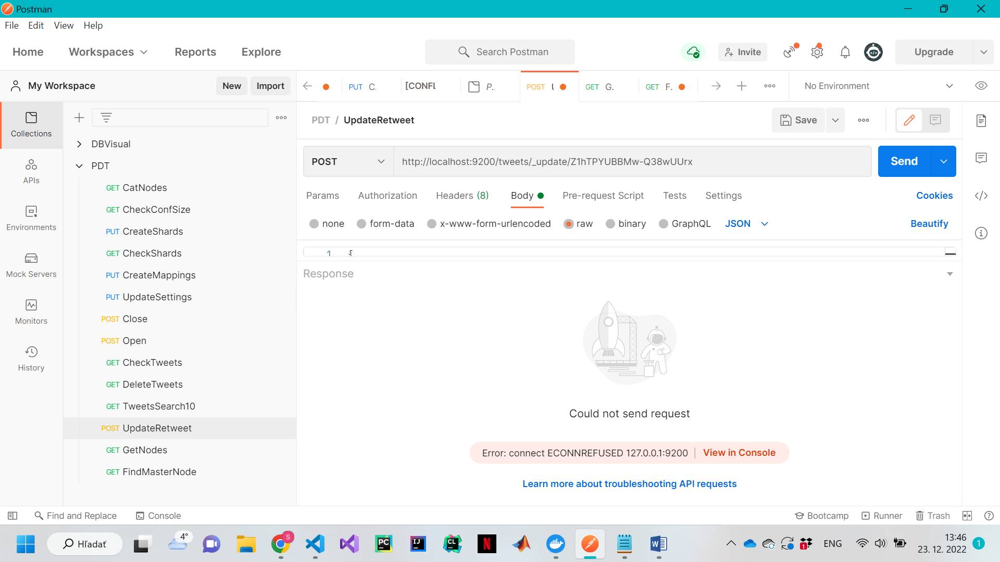 Postman
File Edit View Help
Home Workspaces Reports Explore Search Postman Invite Upgrade
My Workspace New Import PUT C. [CONFL P. POST GET G. GET F. No Environment
Collections
APIs
Environments
Mock Servers
Monitors
History
DBVisual
PDT
GET CatNodes
GET CheckConfSize
PUT CreateShards
GET CheckShards
PUT CreateMappings
PUT UpdateSettings
POST Close
POST Open
GET CheckTweets
GET DeleteTweets
GET TweetsSearch10
POST UpdateRetweet
GET GetNodes
GET FindMasterNode
PDT / UpdateRetweet Save
POST http://localhost:9200/tweets/_update/Z1hTPYUBBMw-Q38wUUrx Send
Params Authorization Headers (8) Body Pre-request Script Tests Settings Cookies
none form-data x-www-form-urlencoded raw binary GraphQL JSON Beautify
1 {
Response
Could not send request
Error: connect ECONNREFUSED 127.0.0.1:9200 | View in Console
Learn more about troubleshooting API requests
Find and Replace Console Bootcamp Runner Trash
Hľadať 4° S PC IJ CL N W 1 ENG 13:46 1
23. 12. 2022